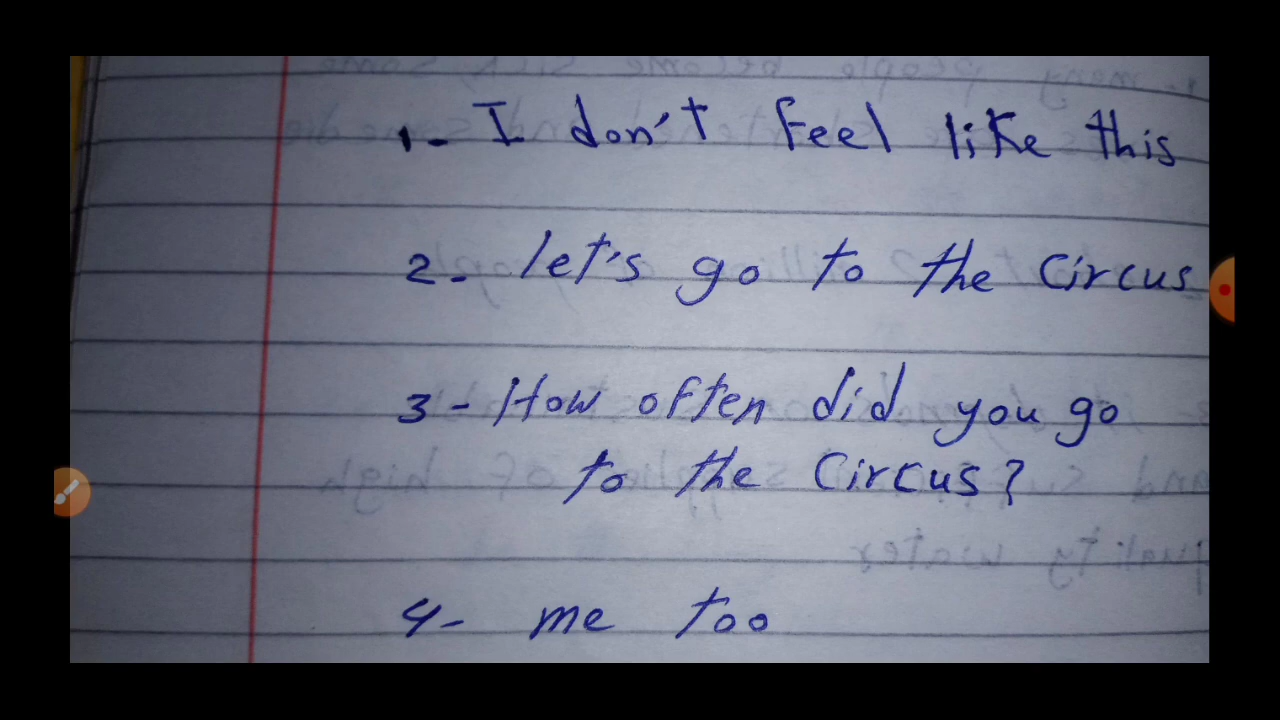 1- I don't feel like this
2- let's go to the Circus
3- How often did you go
to the Circus?
4- me too